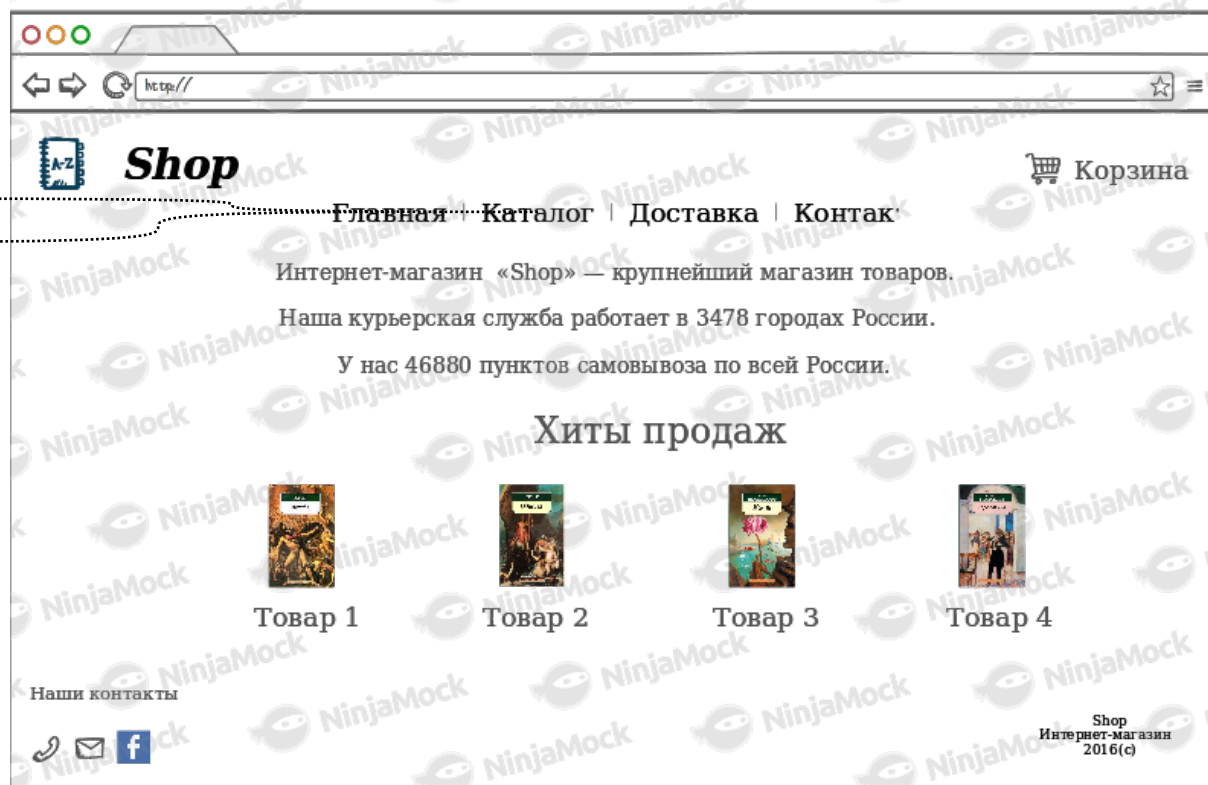 http://
A-Z
Shop
Корзина
Главная | Каталог | Доставка | Контак
Интернет-магазин «Shop» — крупнейший магазин товаров.
Наша курьерская служба работает в 3478 городах России.
У нас 46880 пунктов самовывоза по всей России.
Хиты продаж
Товар 1 Товар 2 Товар 3 Товар 4
Наши контакты
f
Shop
Интернет-магазин
2016(c)
NinjaMock